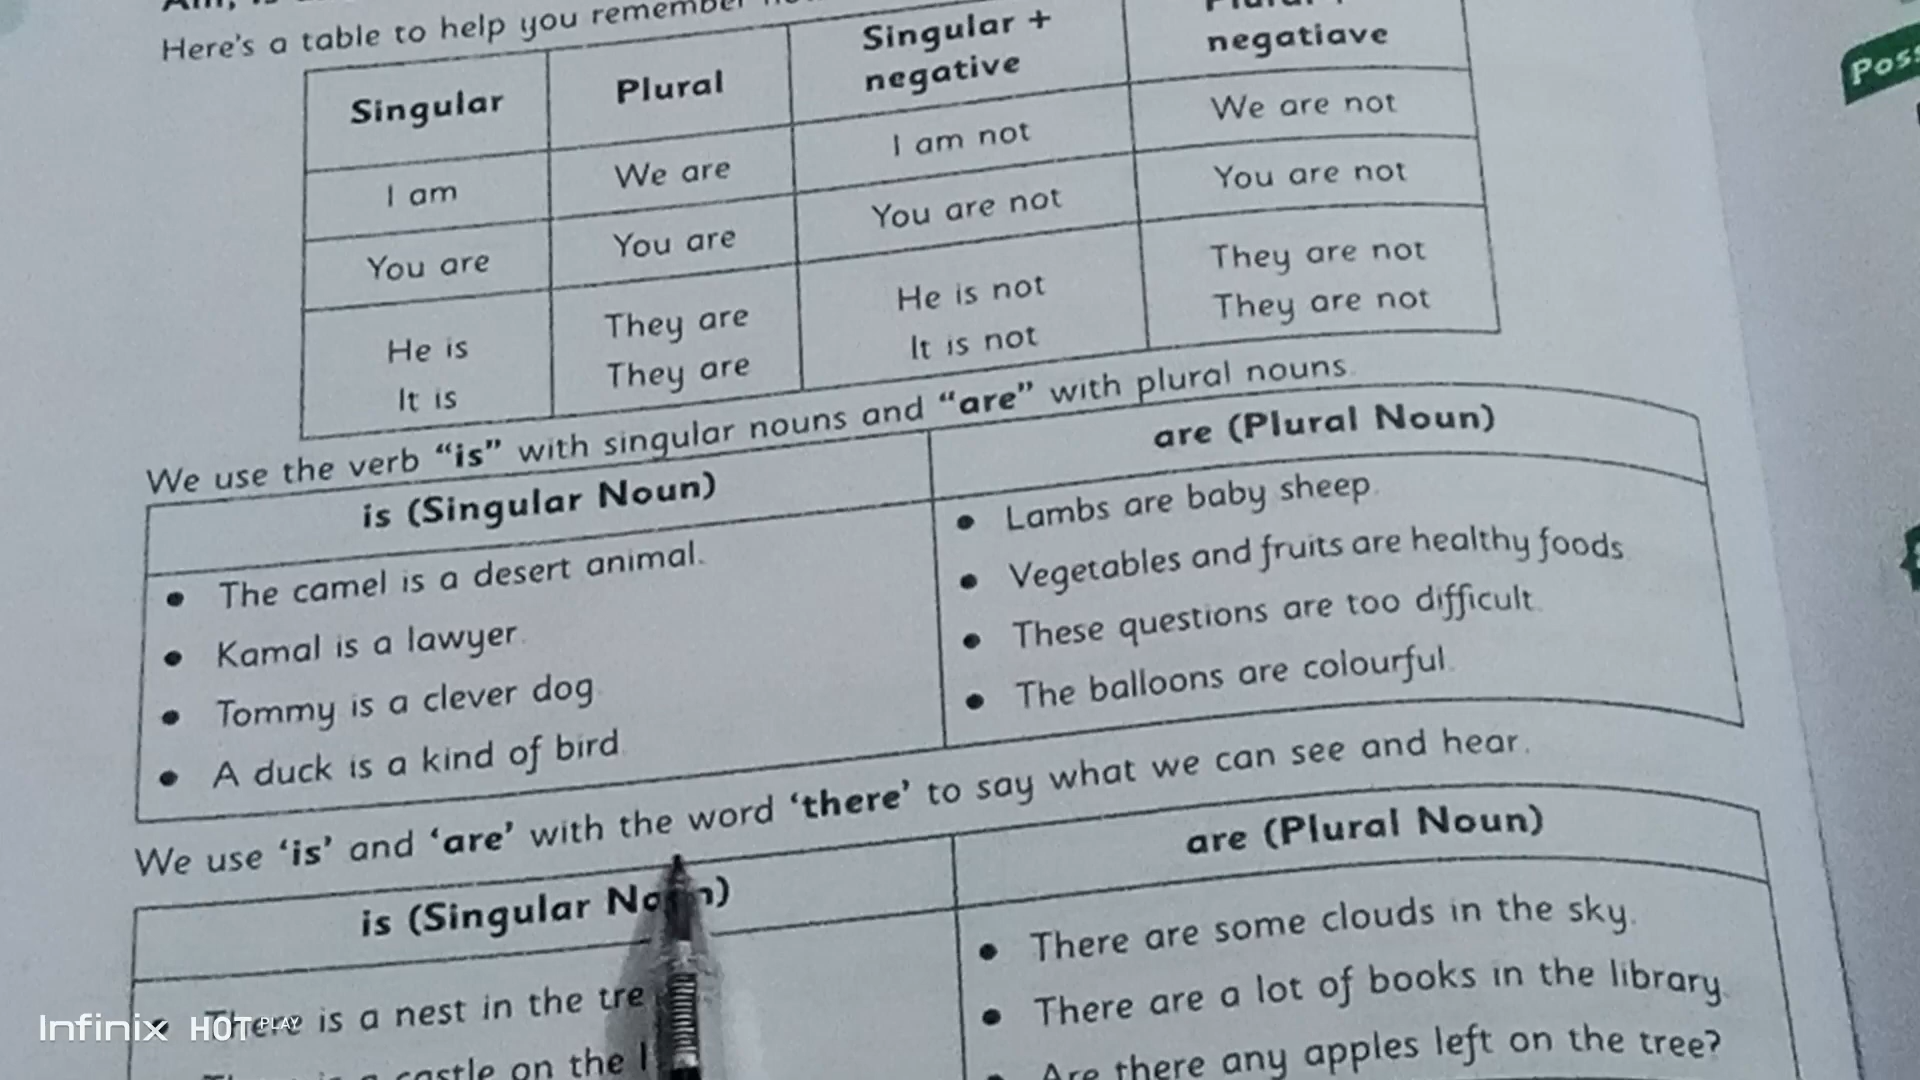 Here's a table to help you remember
Singular Plural Singular + negative negatiave
I am We are I am not We are not
You are You are You are not You are not
He is They are He is not They are not
It is They are It is not They are not
We use the verb "is" with singular nouns and "are" with plural nouns.
is (Singular Noun) are (Plural Noun)
• The camel is a desert animal.
• Kamal is a lawyer.
• Tommy is a clever dog.
• A duck is a kind of bird.
• Lambs are baby sheep.
• Vegetables and fruits are healthy foods.
• These questions are too difficult.
• The balloons are colourful.
We use 'is' and 'are' with the word 'there' to say what we can see and hear.
is (Singular Noun) are (Plural Noun)
There is a nest in the
castle on the
• There are some clouds in the sky.
• There are a lot of books in the library.
• Are there any apples left on the tree?
Infinix HOT PLAY